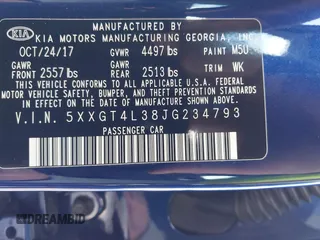 KIA KIA MOTORS MANUFACTURING GEORGIA, INC.
OCT/24/17 GVWR 4497 lbs PAINT M5U
GAWR GAWR
FRONT 2557 lbs REAR 2513 lbs TRIM WK
THIS VEHICLE CONFORMS TO ALL APPLICABLE FEDERAL MOTOR
VEHICLE SAFETY, BUMPER, AND THEFT PREVENTION STANDARDS
IN EFFECT ON THE DATE OF MANUFACTURE SHOWN ABOVE.
V.I.N. 5XXGT4L38JG234793
PASSENGER CAR
DREAMBID